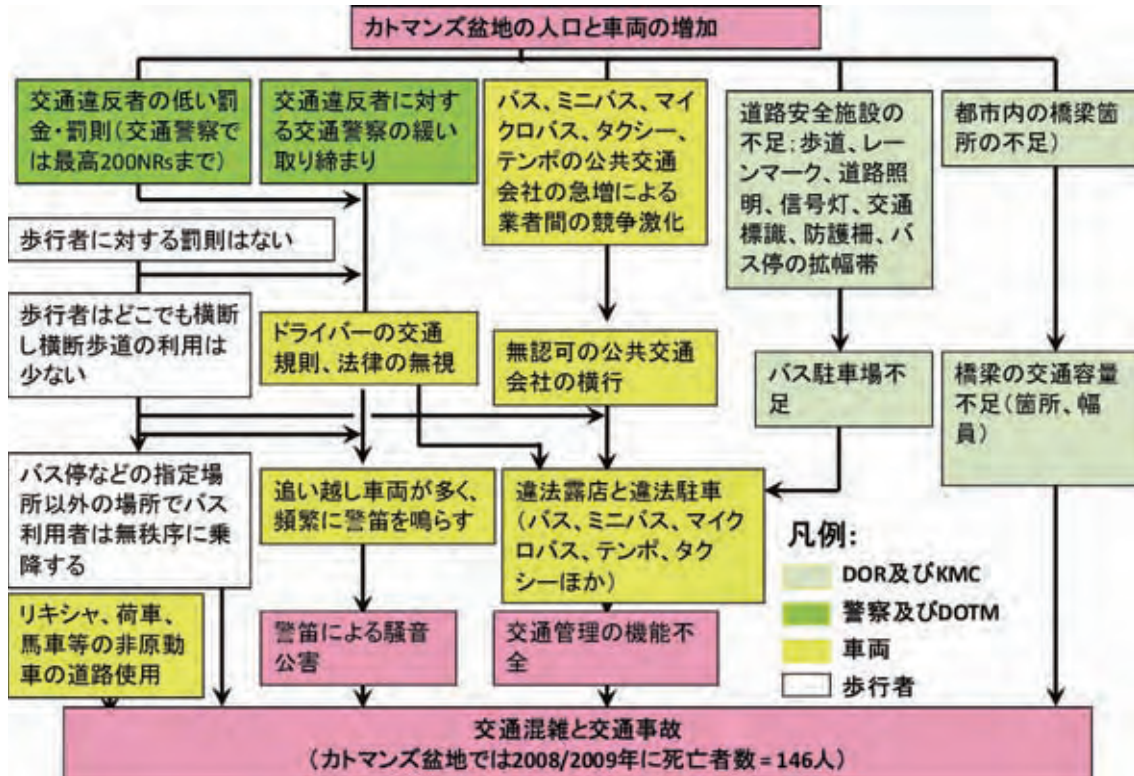 カトマンズ盆地の人口と車両の増加
交通違反者の低い罰
金・罰則(交通警察で
は最高200NRsまで)
交通違反者に対す
る交通警察の緩い
取り締まり
バス、ミニバス、マイ
クロバス、タクシー、
テンポの公共交通
会社の急増による
業者間の競争激化
道路安全施設の
不足:歩道、レー
ンマーク、道路照
明、信号灯、交通
標識、防護柵、バ
ス停の拡幅帯
都市内の橋梁箇
所の不足)
歩行者に対する罰則はない
歩行者はどこでも横断
し横断歩道の利用は
少ない
ドライバーの交通
規則、法律の無視
無認可の公共交通
会社の横行
バス駐車場不
足
橋梁の交通容量
不足(箇所、幅
員)
バス停などの指定場
所以外の場所でバス
利用者は無秩序に乗
降する
追い越し車両が多く、
頻繁に警笛を鳴らす
違法露店と違法駐車
(バス、ミニバス、マイク
ロバス、テンポ、タク
シーほか)
凡例:
DOR及びKMC
警察及びDOTM
車両
歩行者
リキシャ、荷車、
馬車等の非原動
車の道路使用
警笛による騒音
公害
交通管理の機能不
全
交通混雑と交通事故
(カトマンズ盆地では2008/2009年に死亡者数=146人)